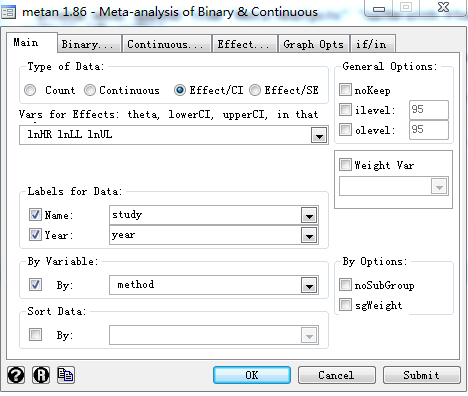 metan 1.86 - Meta-analysis of Binary & Continuous
Main
Binary...
Continuous...
Effect...
Graph Opts
if/in
Type of Data:
Count
Continuous
Effect/CI
Effect/SE
Vars for Effects: theta, lowerCI, upperCI, in that
lnHR lnLL lnUL
General Options:
noKeep
ilevel: 95
olevel: 95
Weight Var
Labels for Data:
Name: study
Year: year
By Variable:
By: method
By Options:
noSubGroup
sgWeight
Sort Data:
By:
? R
OK
Cancel
Submit